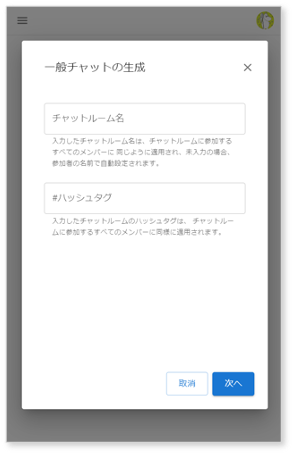 一般チャットの生成
チャットルーム名
入力したチャットルーム名は、チャットルームに参加する
すべてのメンバーに 同じように適用され、未入力の場合、
参加者の名前で自動設定されます。
#ハッシュタグ
入力したチャットルームのハッシュタグは、 チャットルー
ムに参加するすべてのメンバーに同様に適用されます。
取消
次へ